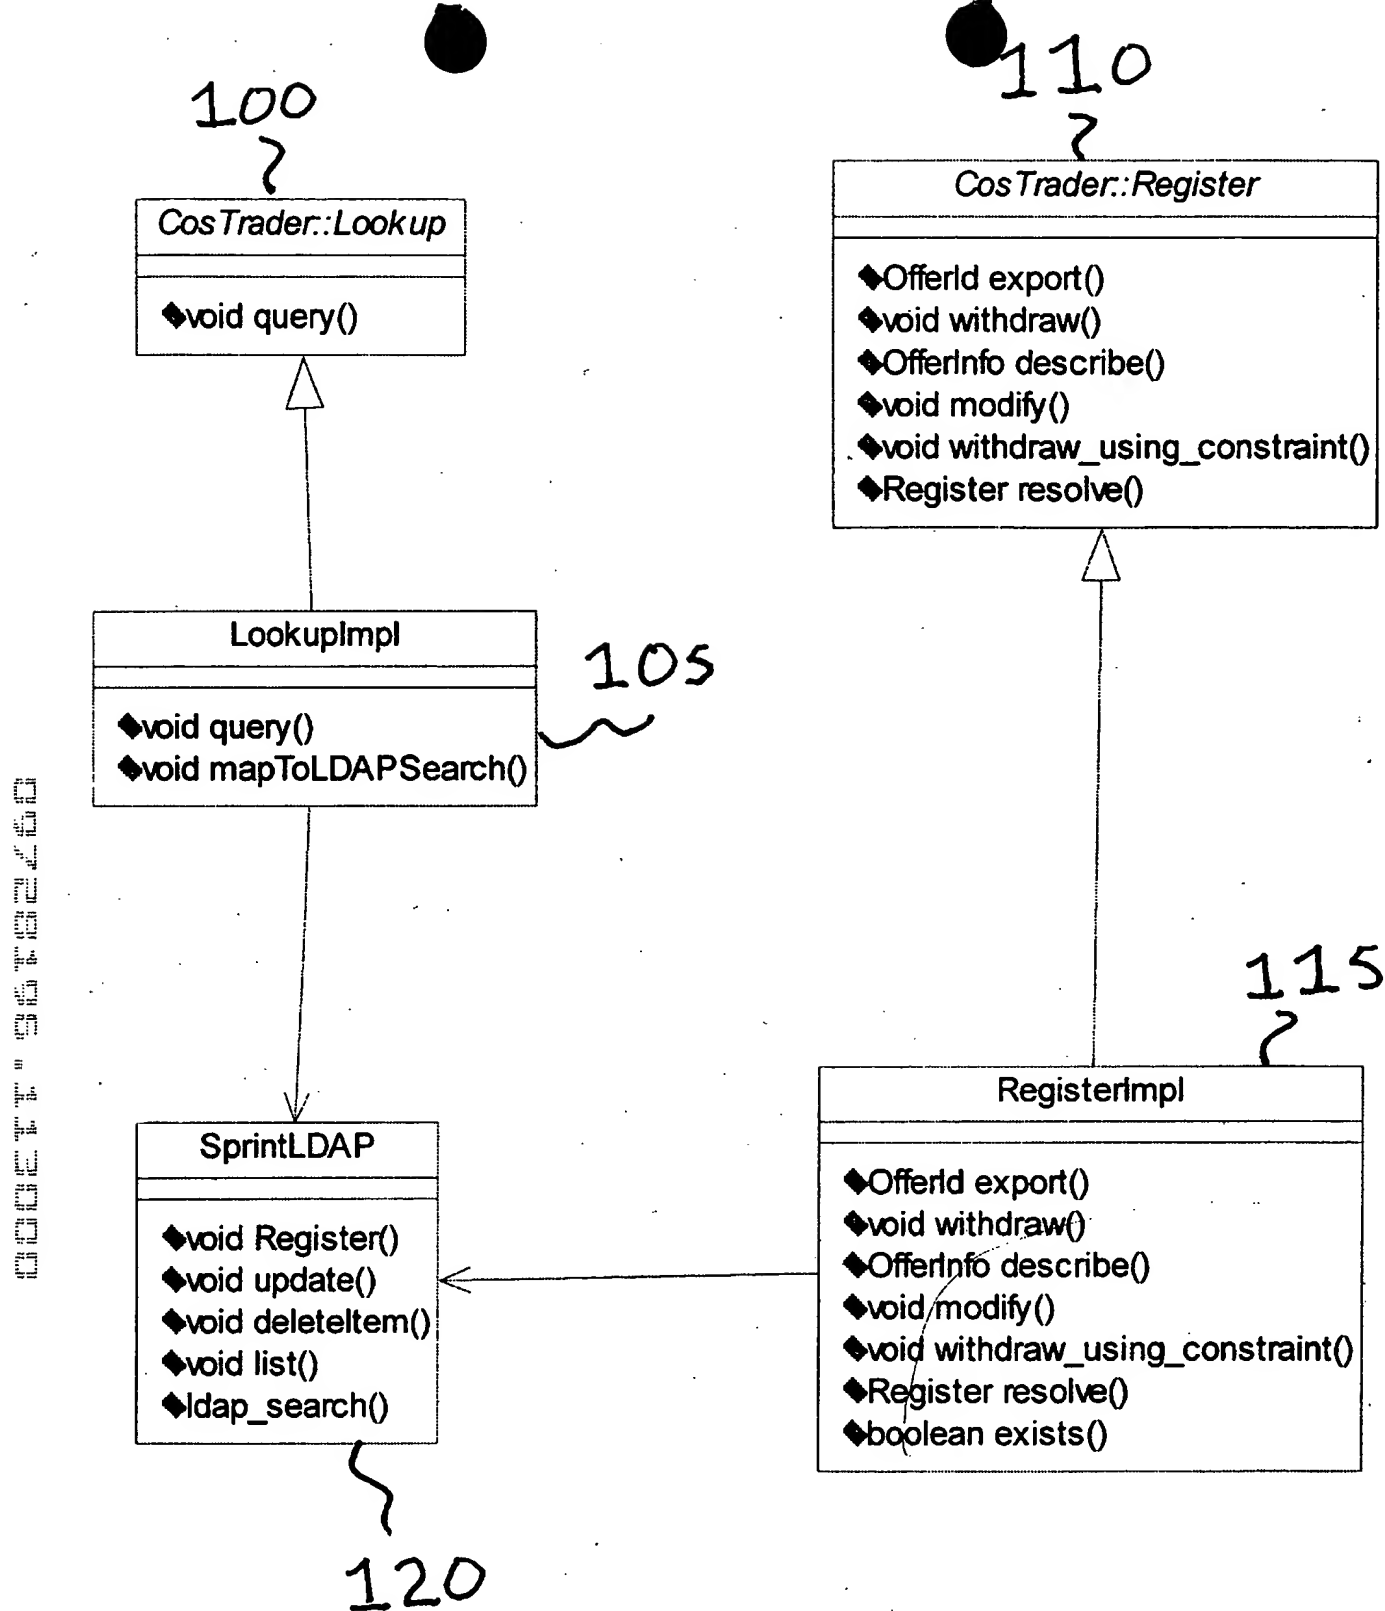 100
CosTrader::Lookup
void query()
110
CosTrader::Register
OfferId export()
void withdraw()
OfferInfo describe()
void modify()
void withdraw_using_constraint()
Register resolve()
LookupImpl
void query()
void mapToLDAPSearch()
105
115
SprintLDAP
void Register()
void update()
void deleteItem()
void list()
ldap_search()
120
RegisterImpl
OfferId export()
void withdraw()
OfferInfo describe()
void modify()
void withdraw_using_constraint()
Register resolve()
boolean exists()